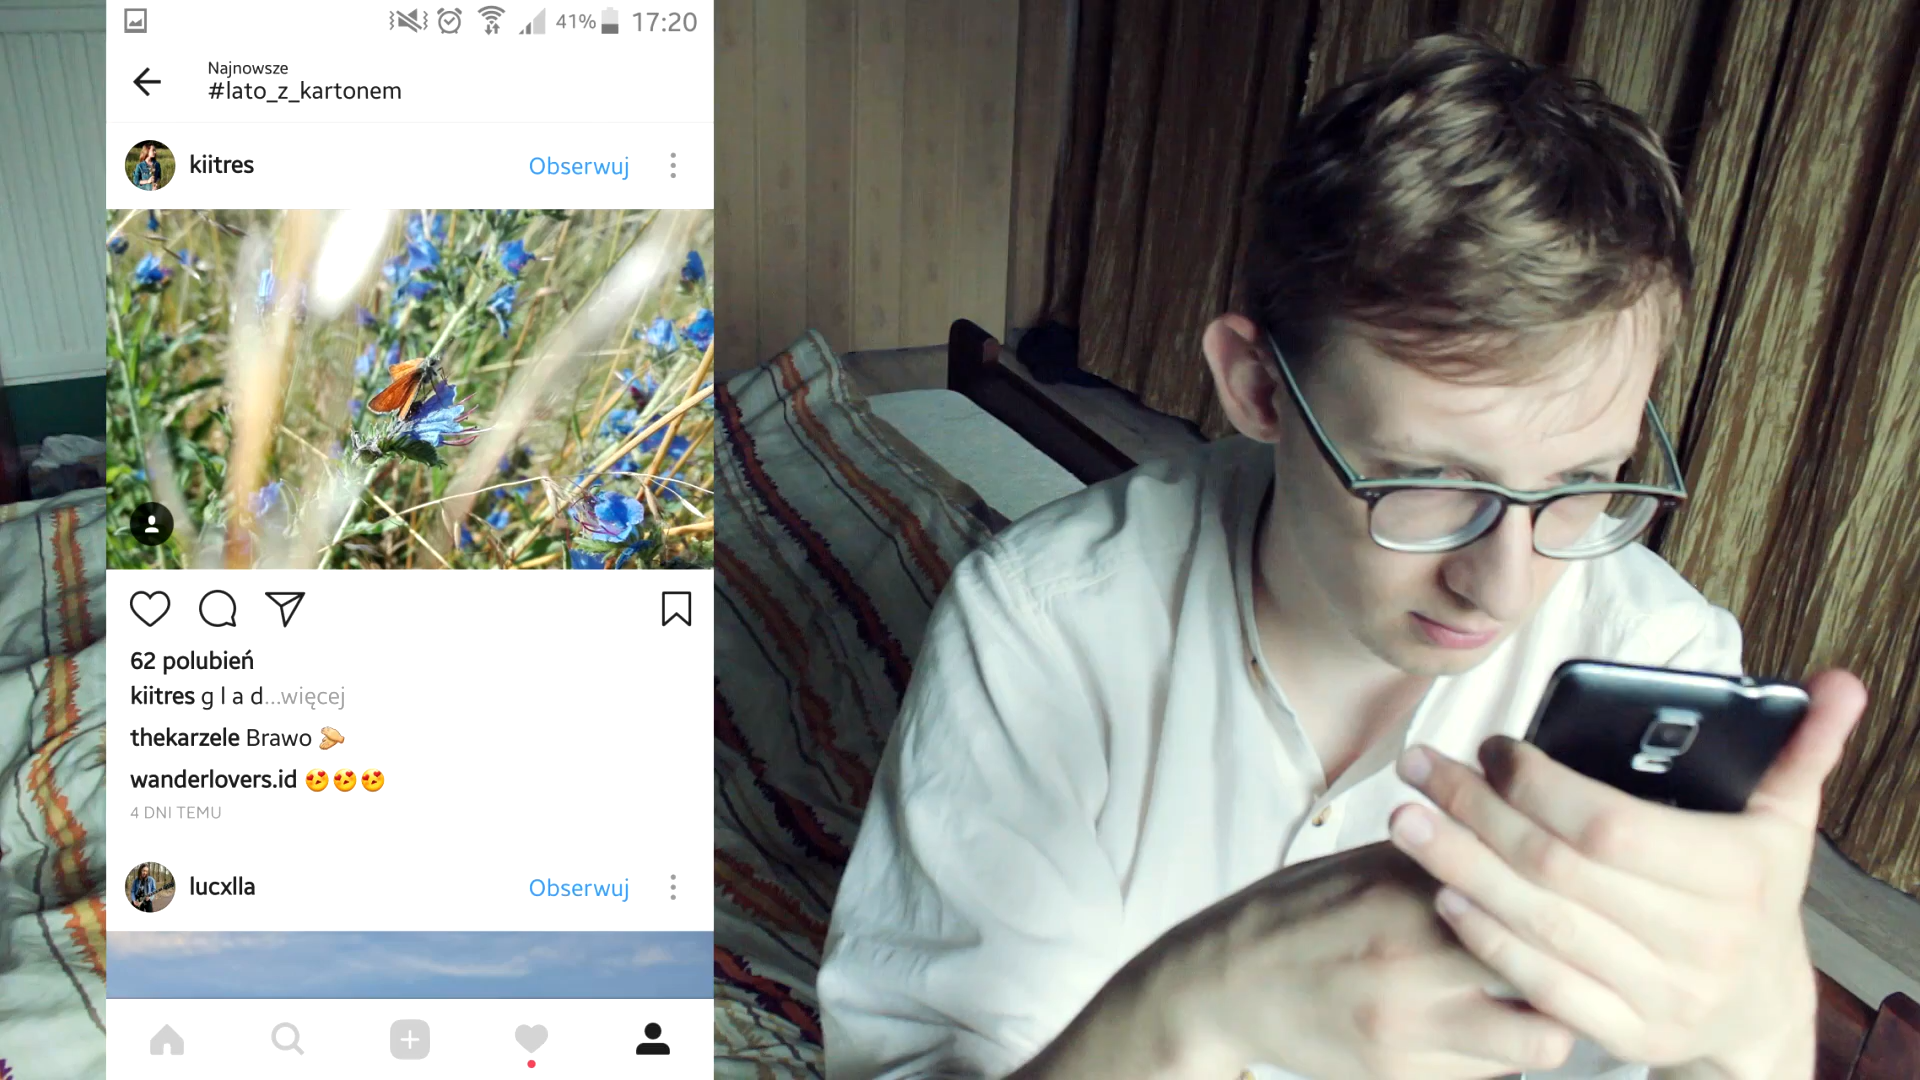 41% 17:20
Najnowsze
#lato_z_kartonem
kiitres Obserwuj
62 polubień
kiitres g l a d...więcej
thekarzele Brawo
wanderlovers.id
4 DNI TEMU
lucxlla Obserwuj